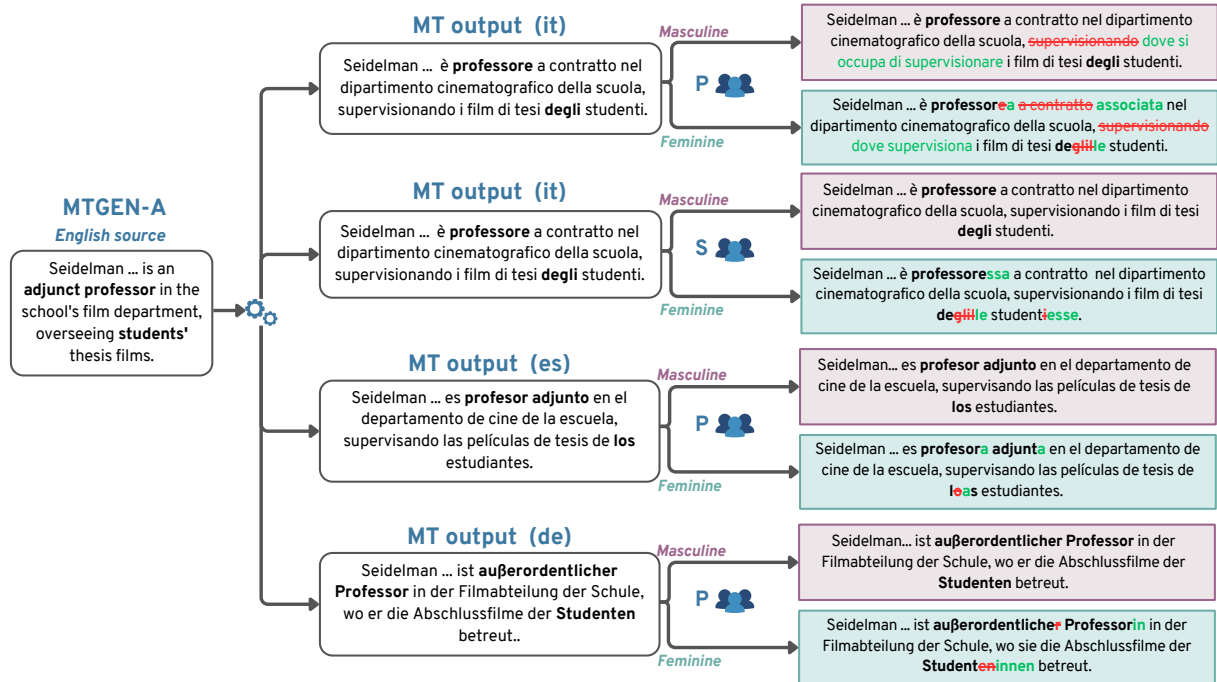 MTGEN-A
English source
Seidelman ... is an
adjunct professor in the
school's film department,
overseeing students'
thesis films.
MT output (it)
Seidelman ... è professore a contratto nel
dipartimento cinematografico della scuola,
supervisionando i film di tesi degli studenti.
Masculine
P
Feminine
Seidelman ... è professore a contratto nel dipartimento
cinematografico della scuola, supervisionando dove si
occupa di supervisionare i film di tesi degli studenti.
Seidelman ... è professorea a contratto associata nel
dipartimento cinematografico della scuola, supervisionando
dove supervisiona i film di tesi deglille studenti.
MT output (it)
Seidelman ... è professore a contratto nel
dipartimento cinematografico della scuola,
supervisionando i film di tesi degli studenti.
Masculine
S
Feminine
Seidelman ... è professore a contratto nel dipartimento
cinematografico della scuola, supervisionando i film di tesi
degli studenti.
Seidelman ... è professoressa a contratto nel dipartimento
cinematografico della scuola, supervisionando i film di tesi
deglille studentiesse.
MT output (es)
Seidelman ... es profesor adjunto en el
departamento de cine de la escuela,
supervisando las películas de tesis de los
estudiantes.
Masculine
P
Feminine
Seidelman... es profesor adjunto en el departamento de
cine de la escuela, supervisando las películas de tesis de
los estudiantes.
Seidelman ... es profesora adjunta en el departamento de
cine de la escuela, supervisando las películas de tesis de
loas estudiantes.
MT output (de)
Seidelman ... ist außerordentlicher
Professor in der Filmabteilung der Schule,
wo er die Abschlussfilme der Studenten
betreut..
Masculine
P
Feminine
Seidelman... ist außerordentlicher Professor in der
Filmabteilung der Schule, wo er die Abschlussfilme der
Studenten betreut.
Seidelman ... ist außerordentlicher Professorin in der
Filmabteilung der Schule, wo sie die Abschlussfilme der
Studenteninnen betreut.